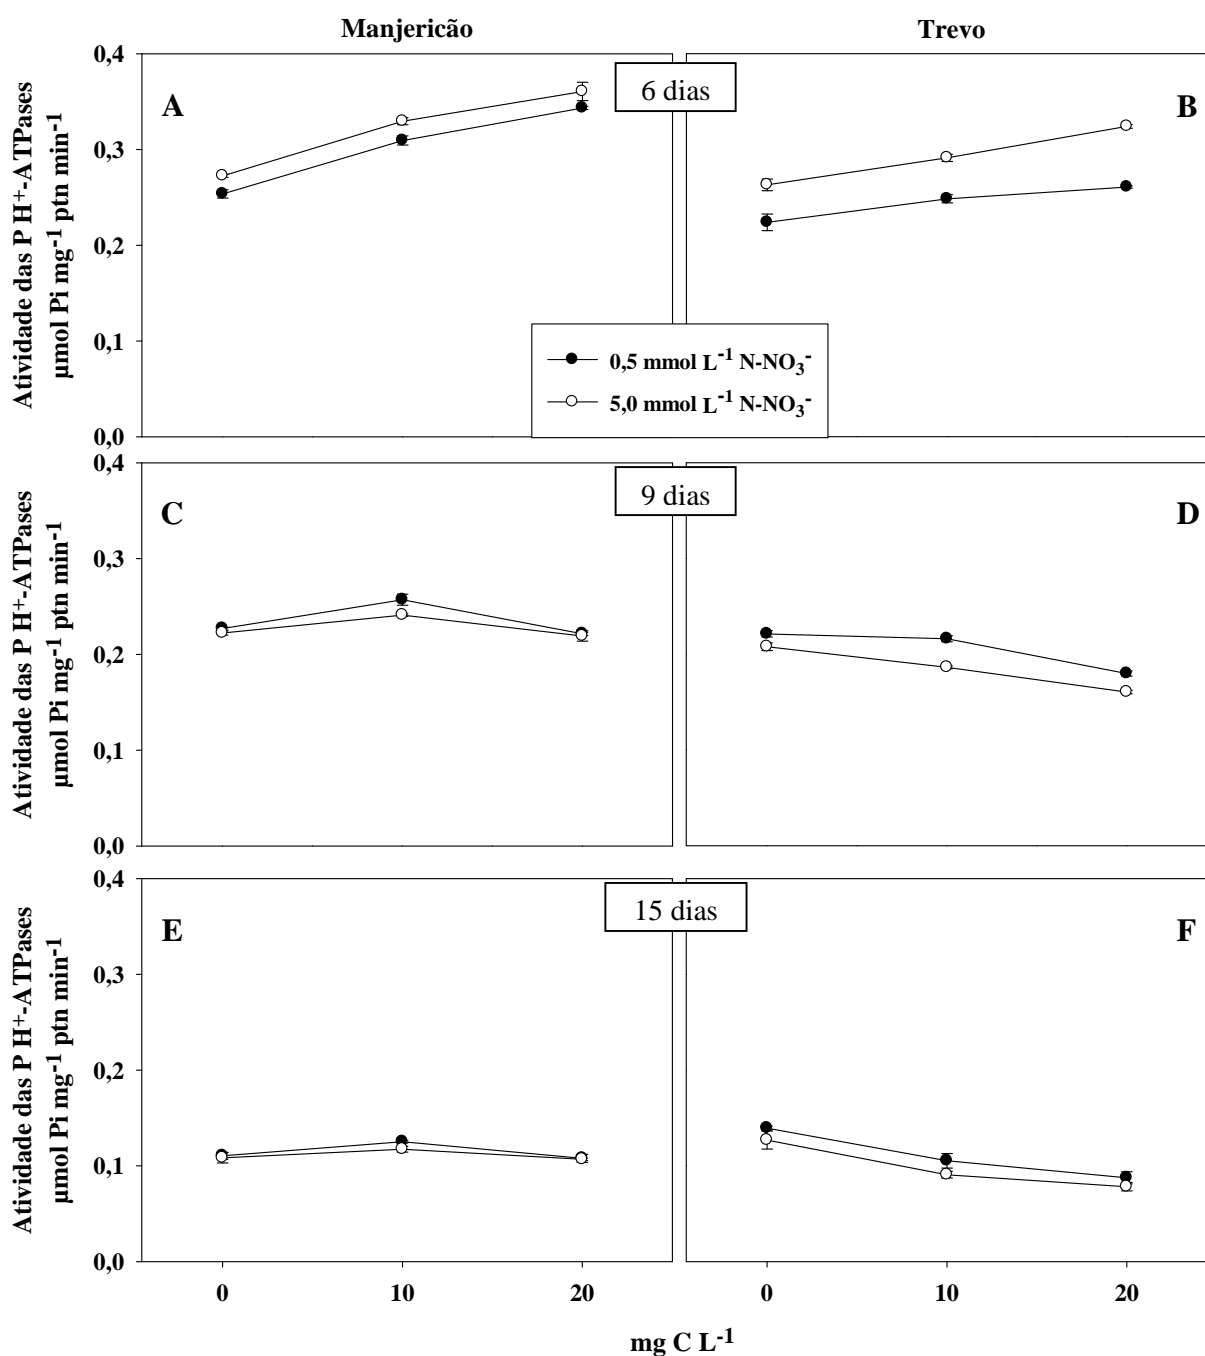 Manjericão
Trevo
Atividade das P H⁺-ATPases
µmol Pi mg⁻¹ ptn min⁻¹
0,4
0,3
0,2
0,1
0,0
A
6 dias
B
0,5 mmol L⁻¹ N-NO₃⁻
5,0 mmol L⁻¹ N-NO₃⁻
Atividade das P H⁺-ATPases
µmol Pi mg⁻¹ ptn min⁻¹
0,4
0,3
0,2
0,1
0,0
C
9 dias
D
Atividade das P H⁺-ATPases
µmol Pi mg⁻¹ ptn min⁻¹
0,4
0,3
0,2
0,1
0,0
E
15 dias
F
0 10 20
0 10 20
mg C L⁻¹